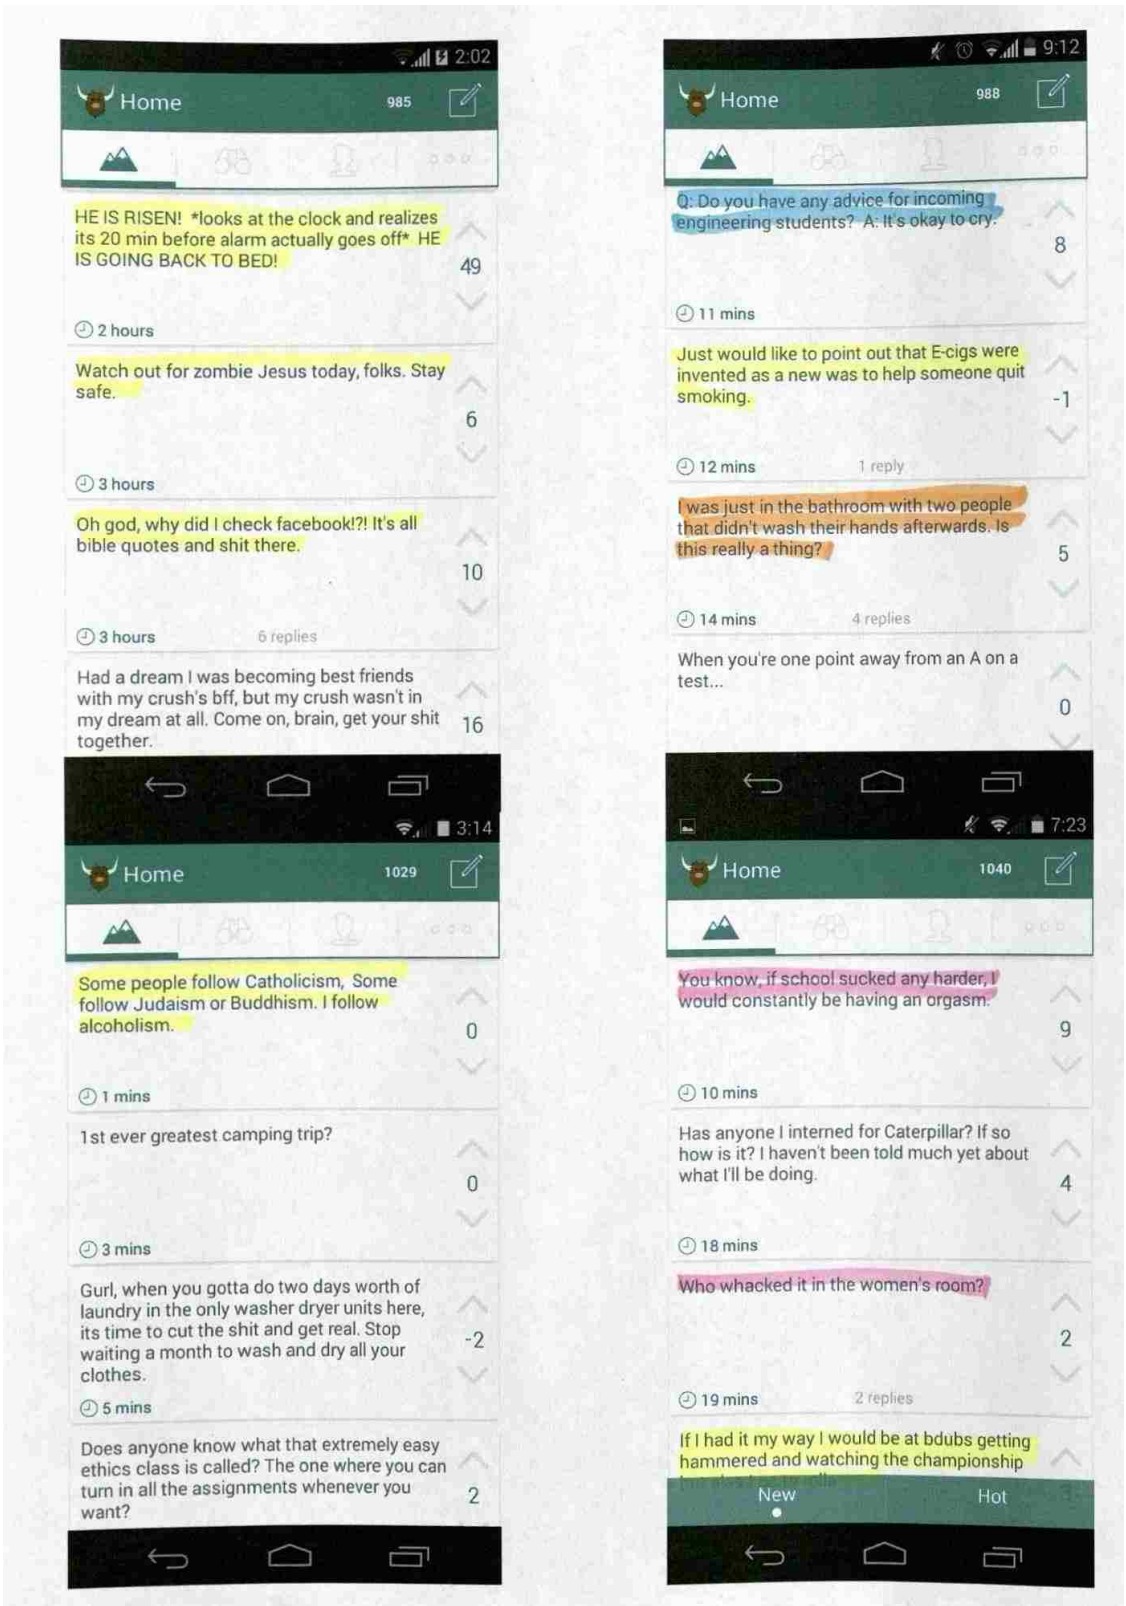 2:02
Home
985
HE IS RISEN! *looks at the clock and realizes
its 20 min before alarm actually goes off* HE
IS GOING BACK TO BED!
49
2 hours
Watch out for zombie Jesus today, folks. Stay
safe.
6
3 hours
Oh god, why did I check facebook!?! It's all
bible quotes and shit there.
10
3 hours
6 replies
Had a dream I was becoming best friends
with my crush's bff, but my crush wasn't in
my dream at all. Come on, brain, get your shit
together.
16
9:12
Home
988
Q: Do you have any advice for incoming
engineering students? A: It's okay to cry.
8
11 mins
Just would like to point out that E-cigs were
invented as a new was to help someone quit
smoking.
-1
12 mins
1 reply
I was just in the bathroom with two people
that didn't wash their hands afterwards. Is
this really a thing?
5
14 mins
4 replies
When you're one point away from an A on a
test...
0
3:14
Home
1029
Some people follow Catholicism, Some
follow Judaism or Buddhism. I follow
alcoholism.
0
1 mins
1st ever greatest camping trip?
0
3 mins
Gurl, when you gotta do two days worth of
laundry in the only washer dryer units here,
its time to cut the shit and get real. Stop
waiting a month to wash and dry all your
clothes.
-2
5 mins
Does anyone know what that extremely easy
ethics class is called? The one where you can
turn in all the assignments whenever you
want?
2
7:23
Home
1040
You know, if school sucked any harder, I
would constantly be having an orgasm.
9
10 mins
Has anyone I interned for Caterpillar? If so
how is it? I haven't been told much yet about
what I'll be doing.
4
18 mins
Who whacked it in the women's room?
2
19 mins
2 replies
If I had it my way I would be at bdubs getting
hammered and watching the championship
New
Hot